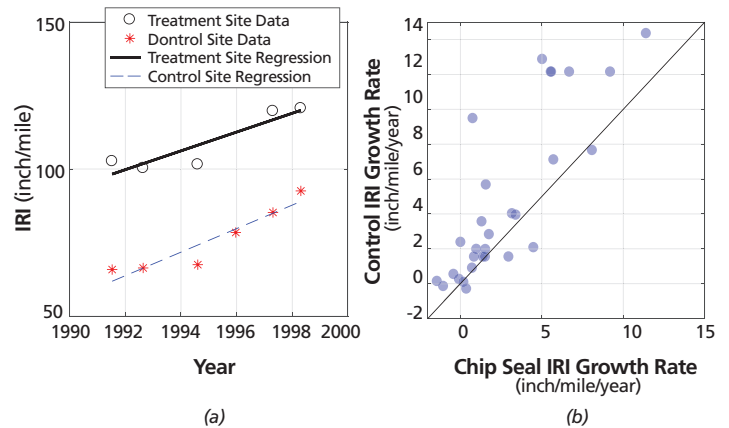 150
100
50
IRI (inch/mile)
Treatment Site Data
Dontrol Site Data
Treatment Site Regression
Control Site Regression
1990 1992 1994 1996 1998 2000
Year
(a)
Control IRI Growth Rate
(inch/mile/year)
14
12
10
8
6
4
2
0
-2
0 5 10 15
Chip Seal IRI Growth Rate
(inch/mile/year)
(b)